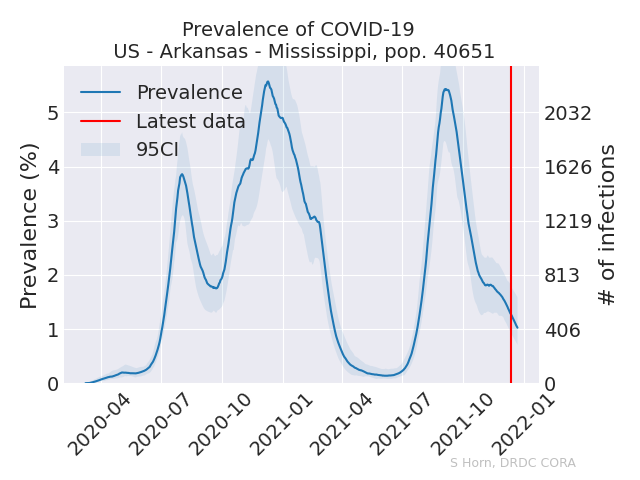 Prevalence of COVID-19
US - Arkansas - Mississippi, pop. 40651
Prevalence
Latest data
95CI
Prevalence (%)
5
4
3
2
1
0
2032
1626
1219
813
406
0
# of infections
2020-04
2020-07
2020-10
2021-01
2021-04
2021-07
2021-10
2022-01
S Horn, DRDC CORA